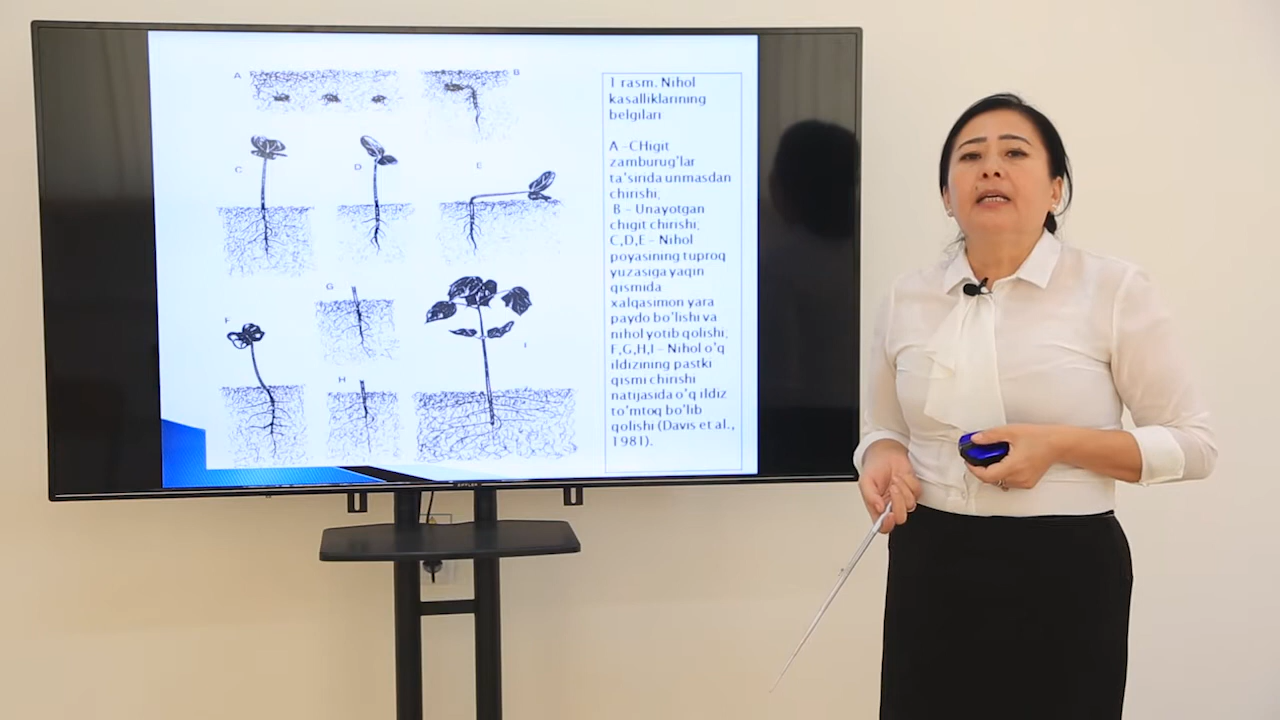 A
B
C
D
E
F
G
H
I
1 rasm. Nihol
kasalliklarining
belgilari
A – CHigit
zamburug'lar
ta'sirida unmasdan
chirishi;
B – Unayotgan
chigit chirishi;
C,D,E – Nihol
poyasining tuproq
yuzasiga yaqin
qismida
xalqasimon yara
paydo bo'lishi va
nihol yotib qolishi;
F,G,H,I – Nihol o'q
ildizining pastki
qismi chirishi
natijasida o'q ildiz
to'mtoq bo'lib
qolishi (Davis et al.,
1981).